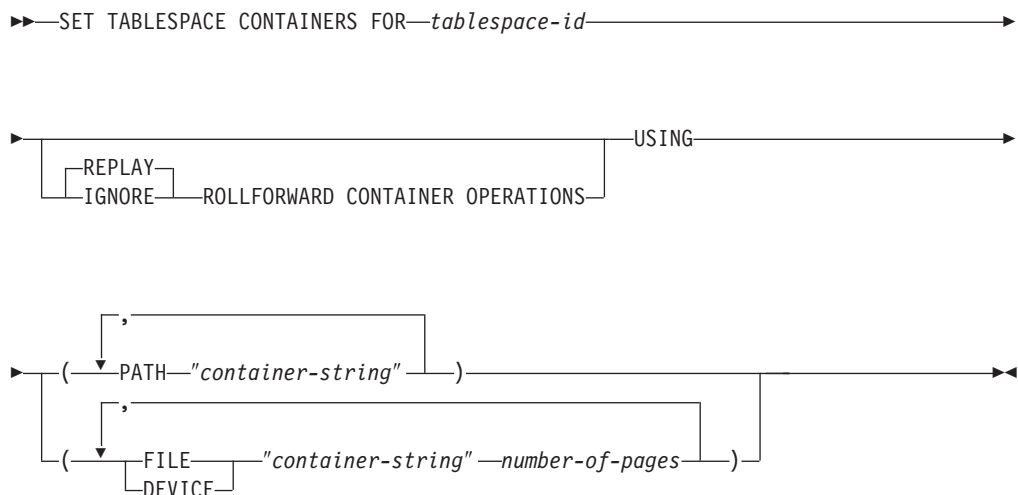 SET TABLESPACE CONTAINERS FOR tablespace-id
USING
REPLAY
IGNORE ROLLFORWARD CONTAINER OPERATIONS
,
( PATH "container-string" )
,
( FILE "container-string" number-of-pages )
DEVICE